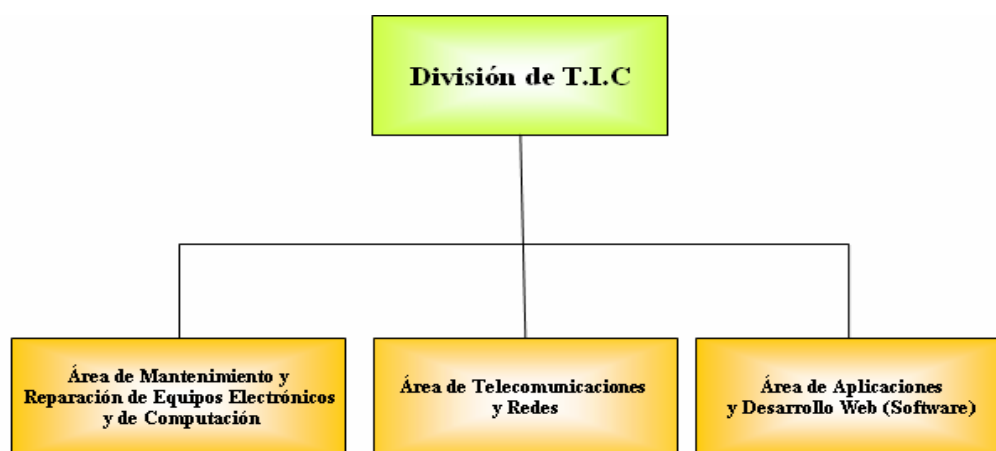 División de T.I.C
Área de Mantenimiento y
Reparación de Equipos Electrónicos
y de Computación
Área de Telecomunicaciones
y Redes
Área de Aplicaciones
y Desarrollo Web (Software)